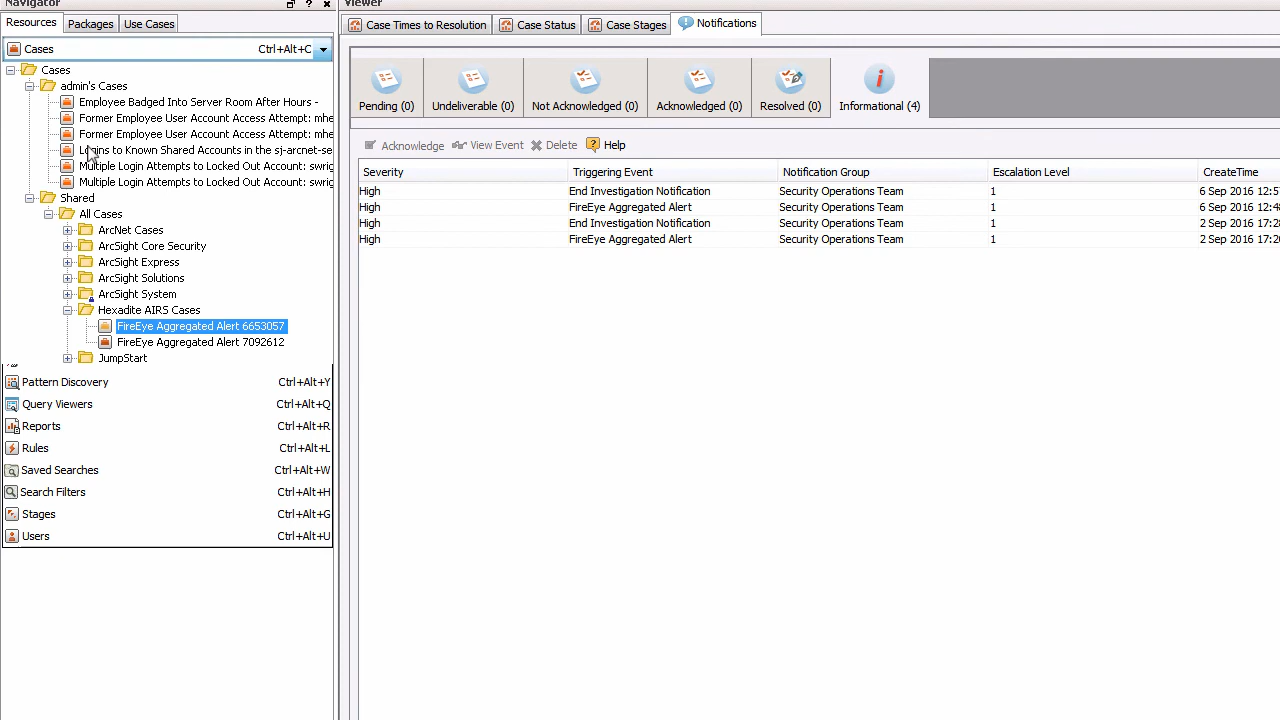 Navigator
Resources Packages Use Cases
Cases Ctrl+Alt+C
Cases
admin's Cases
Employee Badged Into Server Room After Hours -
Former Employee User Account Access Attempt: mhe
Former Employee User Account Access Attempt: mhe
Logins to Known Shared Accounts in the sj-arcnet-se
Multiple Login Attempts to Locked Out Account: swrig
Multiple Login Attempts to Locked Out Account: swrig
Shared
All Cases
ArcNet Cases
ArcSight Core Security
ArcSight Express
ArcSight Solutions
ArcSight System
Hexadite AIRS Cases
FireEye Aggregated Alert 6653057
FireEye Aggregated Alert 7092612
JumpStart
Pattern Discovery Ctrl+Alt+Y
Query Viewers Ctrl+Alt+Q
Reports Ctrl+Alt+R
Rules Ctrl+Alt+L
Saved Searches Ctrl+Alt+W
Search Filters Ctrl+Alt+H
Stages Ctrl+Alt+G
Users Ctrl+Alt+U
Viewer
Case Times to Resolution Case Status Case Stages Notifications
Pending (0) Undeliverable (0) Not Acknowledged (0) Acknowledged (0) Resolved (0) Informational (4)
Acknowledge View Event Delete Help
Severity Triggering Event Notification Group Escalation Level CreateTime
High End Investigation Notification Security Operations Team 1 6 Sep 2016 12:5
High FireEye Aggregated Alert Security Operations Team 1 6 Sep 2016 12:48
High End Investigation Notification Security Operations Team 1 2 Sep 2016 17:28
High FireEye Aggregated Alert Security Operations Team 1 2 Sep 2016 17:20